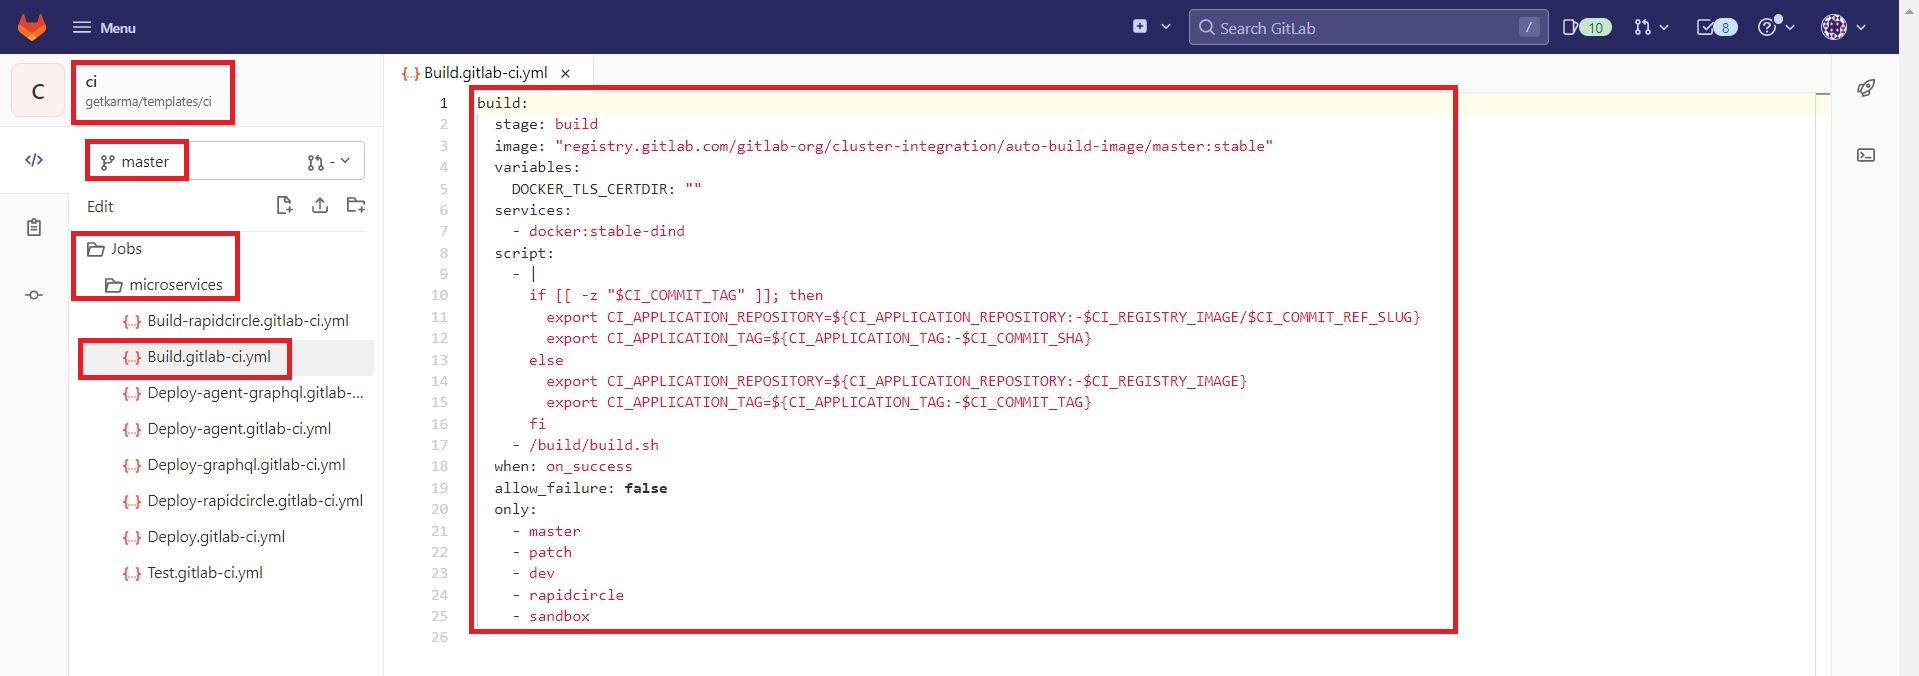 Menu
Search GitLab
/
10
8
C
ci
getkarma/templates/ci
master
-
Edit
Jobs
microservices
{..} Build-rapidcircle.gitlab-ci.yml
{..} Build.gitlab-ci.yml
{..} Deploy-agent-graphql.gitlab-...
{..} Deploy-agent.gitlab-ci.yml
{..} Deploy-graphql.gitlab-ci.yml
{..} Deploy-rapidcircle.gitlab-ci.yml
{..} Deploy.gitlab-ci.yml
{..} Test.gitlab-ci.yml
{..} Build.gitlab-ci.yml ×
1 build:
2   stage: build
3   image: "registry.gitlab.com/gitlab-org/cluster-integration/auto-build-image/master:stable"
4   variables:
5     DOCKER_TLS_CERTDIR: ""
6   services:
7     - docker:stable-dind
8   script:
9     - |
10       if [[ -z "$CI_COMMIT_TAG" ]]; then
11         export CI_APPLICATION_REPOSITORY=${CI_APPLICATION_REPOSITORY:-$CI_REGISTRY_IMAGE/$CI_COMMIT_REF_SLUG}
12         export CI_APPLICATION_TAG=${CI_APPLICATION_TAG:-$CI_COMMIT_SHA}
13       else
14         export CI_APPLICATION_REPOSITORY=${CI_APPLICATION_REPOSITORY:-$CI_REGISTRY_IMAGE}
15         export CI_APPLICATION_TAG=${CI_APPLICATION_TAG:-$CI_COMMIT_TAG}
16       fi
17     - /build/build.sh
18   when: on_success
19   allow_failure: false
20   only:
21     - master
22     - patch
23     - dev
24     - rapidcircle
25     - sandbox
26